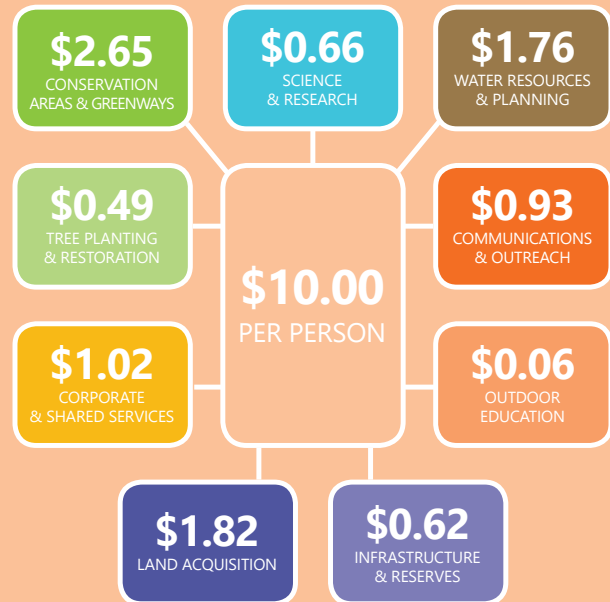 $2.65
CONSERVATION
AREAS & GREENWAYS
$0.66
SCIENCE
& RESEARCH
$1.76
WATER RESOURCES
& PLANNING
$0.49
TREE PLANTING
& RESTORATION
$10.00
PER PERSON
$0.93
COMMUNICATIONS
& OUTREACH
$1.02
CORPORATE
& SHARED SERVICES
$0.06
OUTDOOR
EDUCATION
$1.82
LAND ACQUISITION
$0.62
INFRASTRUCTURE
& RESERVES